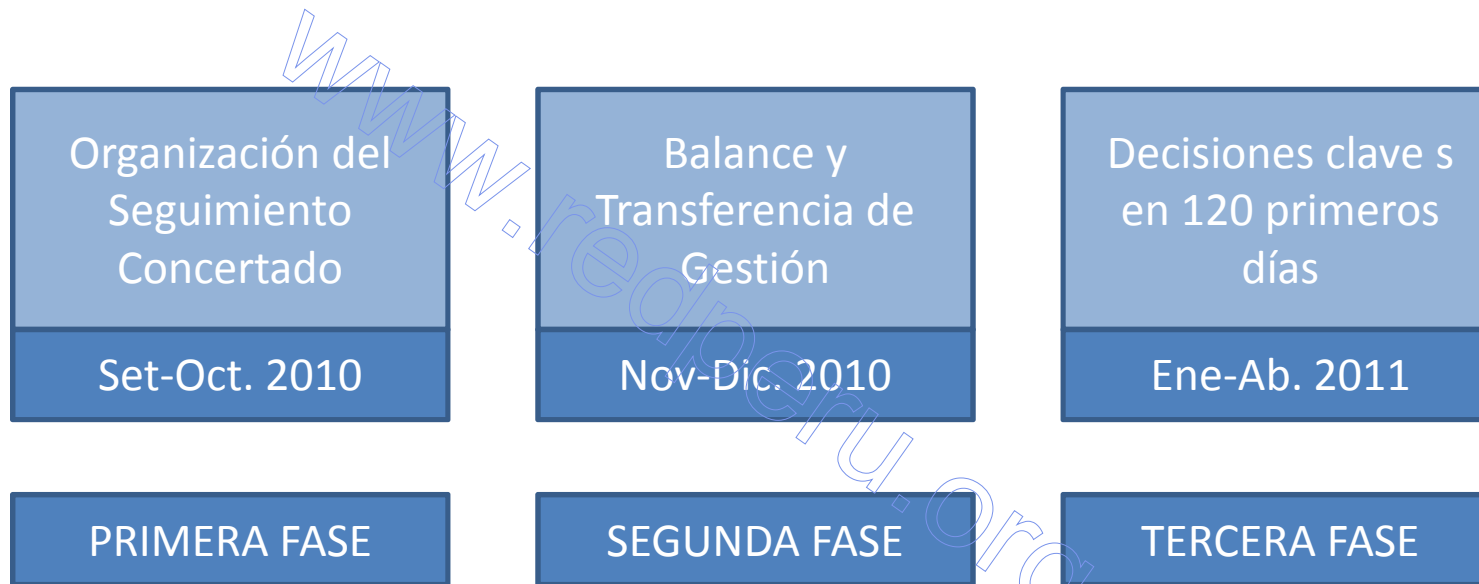 Organización del
Seguimiento
Concertado
Set-Oct. 2010
PRIMERA FASE
Balance y
Transferencia de
Gestión
Nov-Dic. 2010
SEGUNDA FASE
Decisiones clave s
en 120 primeros
días
Ene-Ab. 2011
TERCERA FASE
www.redperu.org